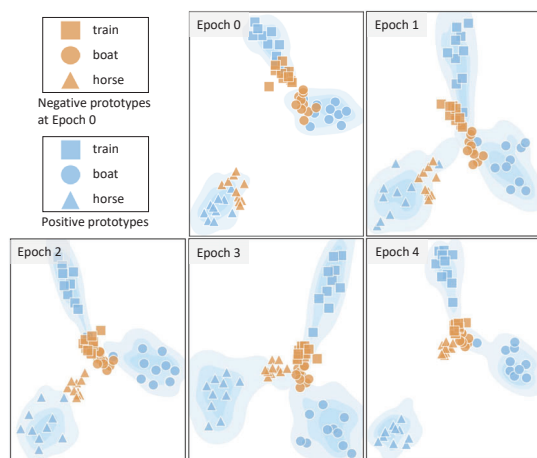 train
boat
horse
Negative prototypes
at Epoch 0
train
boat
horse
Positive prototypes
Epoch 0
Epoch 1
Epoch 2
Epoch 3
Epoch 4